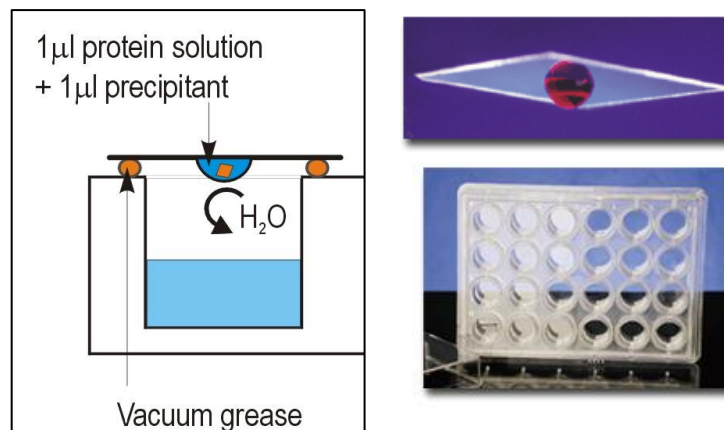 1μl protein solution
+ 1μl precipitant
H₂O
Vacuum grease